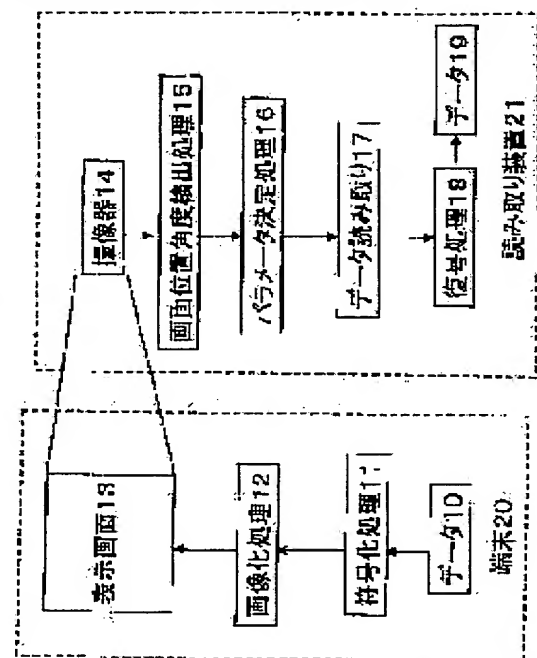 表示画面13
画像化処理12
符号化処理11
データ10
端末20
撮像器14
画面位置角度検出処理15
パラメータ決定処理16
データ読み取り17
復号処理18
データ19
読み取り装置21